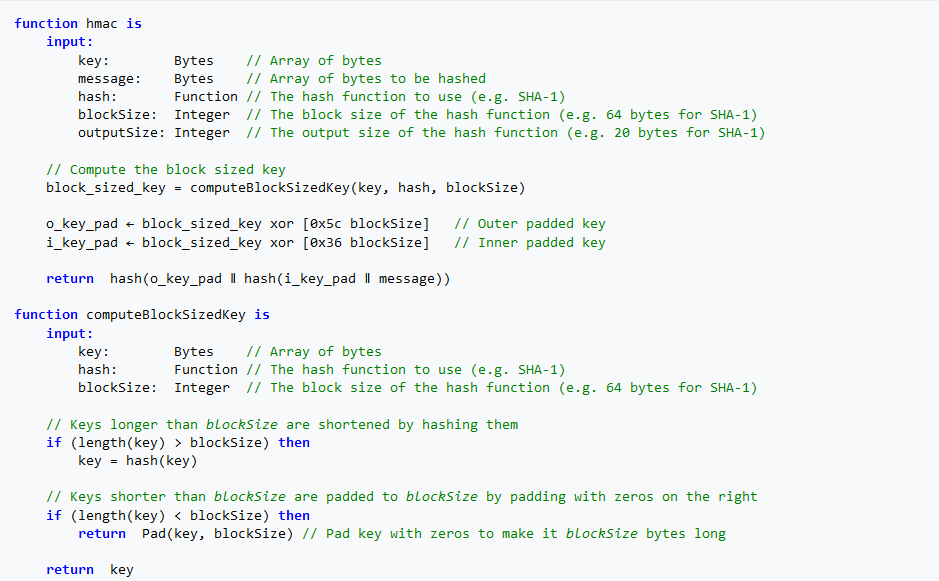 function hmac is
    input:
        key:        Bytes    // Array of bytes
        message:    Bytes    // Array of bytes to be hashed
        hash:       Function // The hash function to use (e.g. SHA-1)
        blockSize:  Integer  // The block size of the hash function (e.g. 64 bytes for SHA-1)
        outputSize: Integer  // The output size of the hash function (e.g. 20 bytes for SHA-1)

    // Compute the block sized key
    block_sized_key = computeBlockSizedKey(key, hash, blockSize)

    o_key_pad ← block_sized_key xor [0x5c blockSize]   // Outer padded key
    i_key_pad ← block_sized_key xor [0x36 blockSize]   // Inner padded key

    return  hash(o_key_pad ∥ hash(i_key_pad ∥ message))

function computeBlockSizedKey is
    input:
        key:        Bytes    // Array of bytes
        hash:       Function // The hash function to use (e.g. SHA-1)
        blockSize:  Integer  // The block size of the hash function (e.g. 64 bytes for SHA-1)

    // Keys longer than blockSize are shortened by hashing them
    if (length(key) > blockSize) then
        key = hash(key)

    // Keys shorter than blockSize are padded to blockSize by padding with zeros on the right
    if (length(key) < blockSize) then
        return  Pad(key, blockSize) // Pad key with zeros to make it blockSize bytes long

    return  key